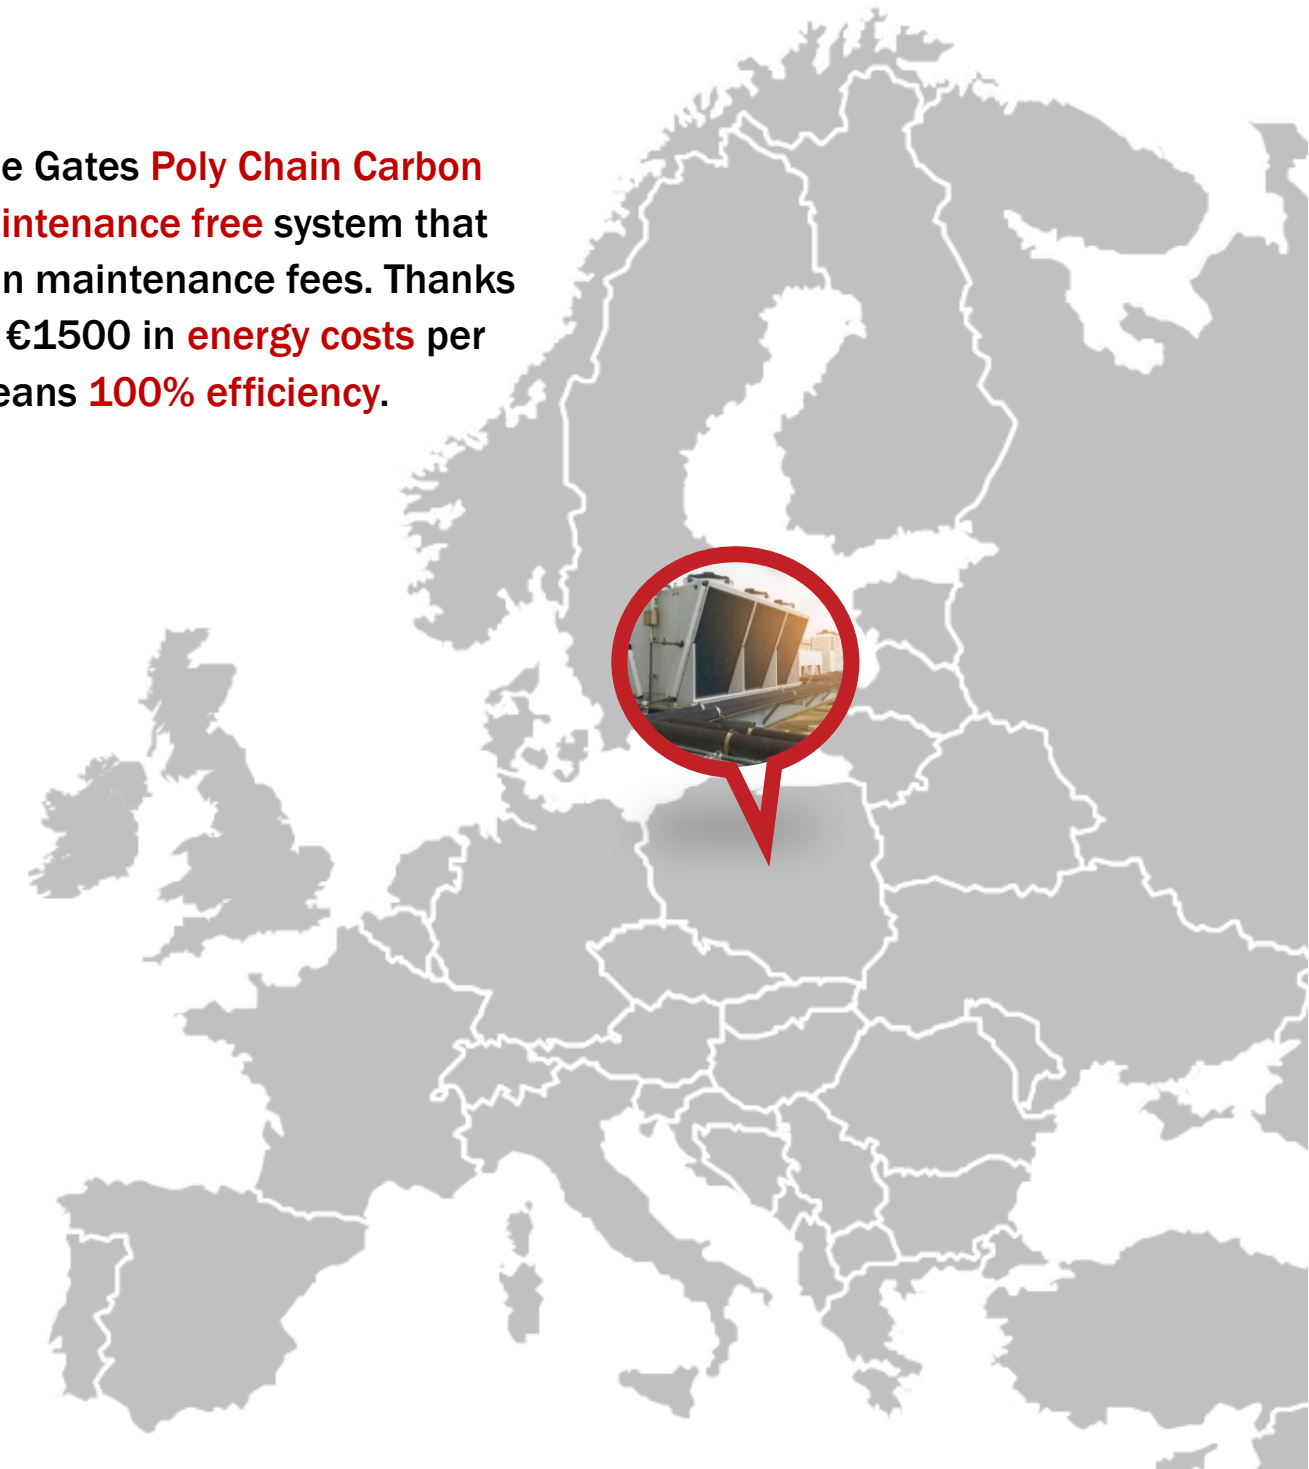 e Gates Poly Chain Carbon
intenance free system that
n maintenance fees. Thanks
€1500 in energy costs per
eans 100% efficiency.